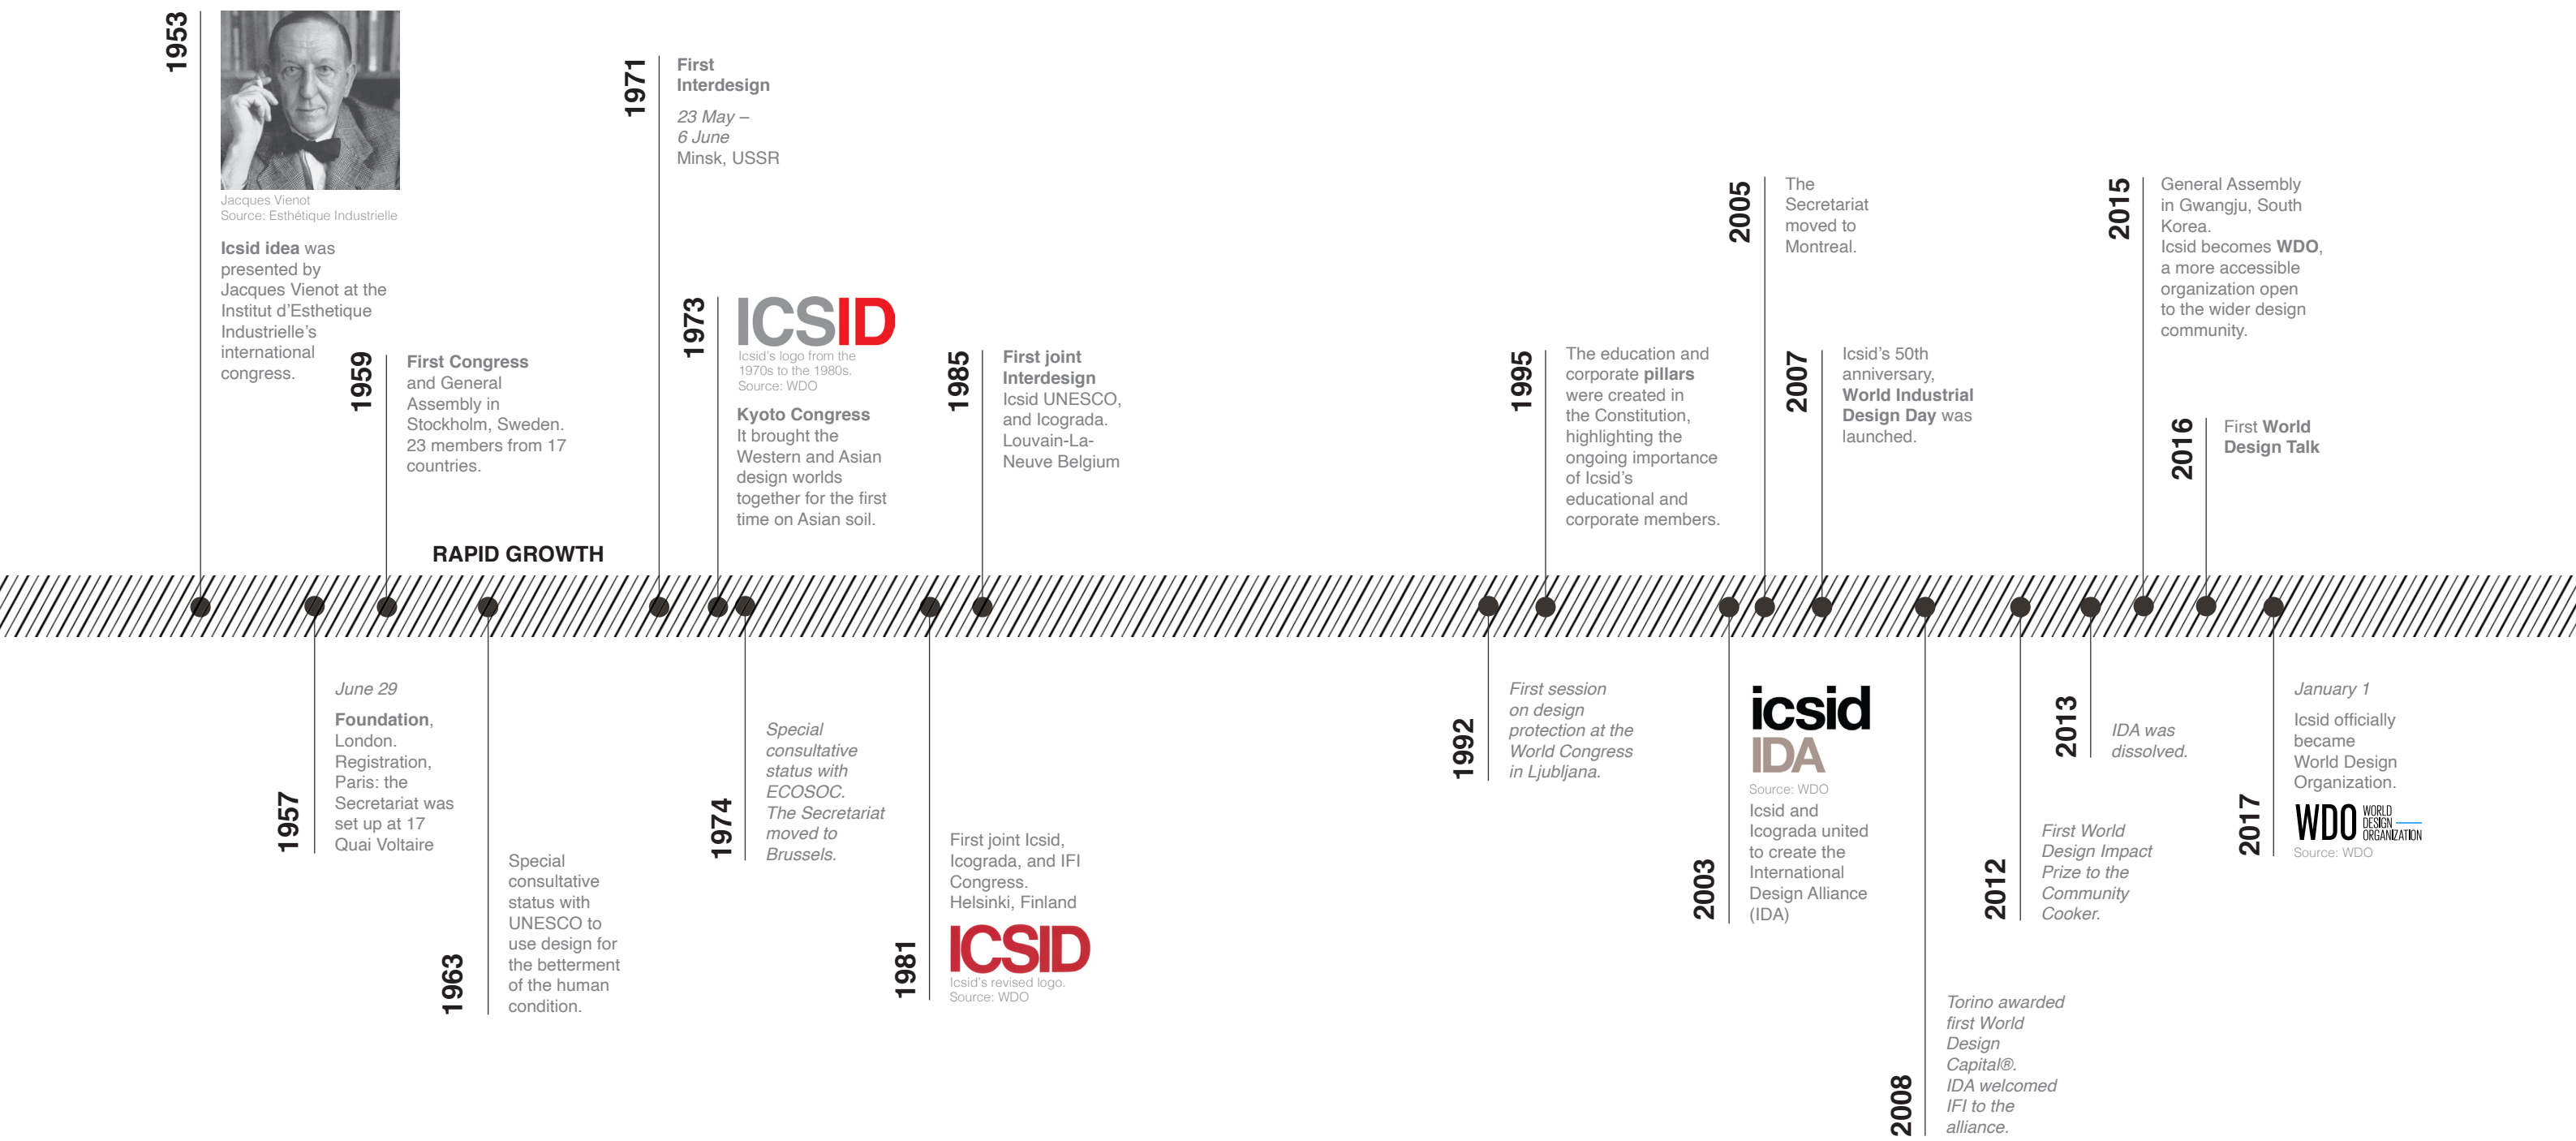 1953
Jacques Vienot
Source: Esthétique Industrielle
Icsid idea was
presented by
Jacques Vienot at the
Institut d’Esthetique
Industrielle’s
international
congress.
1959
First Congress
and General
Assembly in
Stockholm, Sweden.
23 members from 17
countries.
RAPID GROWTH
1971
First
Interdesign
23 May –
6 June
Minsk, USSR
1973
ICSID
Icsid’s logo from the
1970s to the 1980s.
Source: WDO
Kyoto Congress
It brought the
Western and Asian
design worlds
together for the first
time on Asian soil.
1985
First joint
Interdesign
Icsid UNESCO,
and Icograda.
Louvain-La-
Neuve Belgium
1995
The education and
corporate pillars
were created in
the Constitution,
highlighting the
ongoing importance
of Icsid’s
educational and
corporate members.
2005
The
Secretariat
moved to
Montreal.
2007
Icsid’s 50th
anniversary,
World Industrial
Design Day was
launched.
2015
General Assembly
in Gwangju, South
Korea.
Icsid becomes WDO,
a more accessible
organization open
to the wider design
community.
2016
First World
Design Talk
1957
June 29
Foundation,
London.
Registration,
Paris: the
Secretariat was
set up at 17
Quai Voltaire
1963
Special
consultative
status with
UNESCO to
use design for
the betterment
of the human
condition.
1974
Special
consultative
status with
ECOSOC.
The Secretariat
moved to
Brussels.
1981
First joint Icsid,
Icograda, and IFI
Congress.
Helsinki, Finland
ICSID
Icsid’s revised logo.
Source: WDO
1992
First session
on design
protection at the
World Congress
in Ljubljana.
2003
icsid
IDA
Source: WDO
Icsid and
Icograda united
to create the
International
Design Alliance
(IDA)
2008
Torino awarded
first World
Design
Capital®.
IDA welcomed
IFI to the
alliance.
2012
First World
Design Impact
Prize to the
Community
Cooker.
2013
IDA was
dissolved.
2017
January 1
Icsid officially
became
World Design
Organization.
WDO
WORLD
DESIGN
ORGANIZATION
Source: WDO